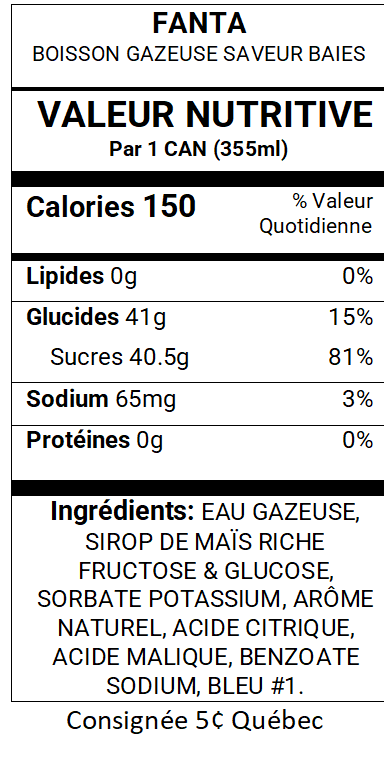 FANTA
BOISSON GAZEUSE SAVEUR BAIES
VALEUR NUTRITIVE
Par 1 CAN (355ml)
Calories 150
% Valeur
Quotidienne
Lipides 0g 0%
Glucides 41g 15%
Sucres 40.5g 81%
Sodium 65mg 3%
Protéines 0g 0%
Ingrédients: EAU GAZEUSE,
SIROP DE MAÏS RICHE
FRUCTOSE & GLUCOSE,
SORBATE POTASSIUM, ARÔME
NATUREL, ACIDE CITRIQUE,
ACIDE MALIQUE, BENZOATE
SODIUM, BLEU #1.
Consignée 5¢ Québec